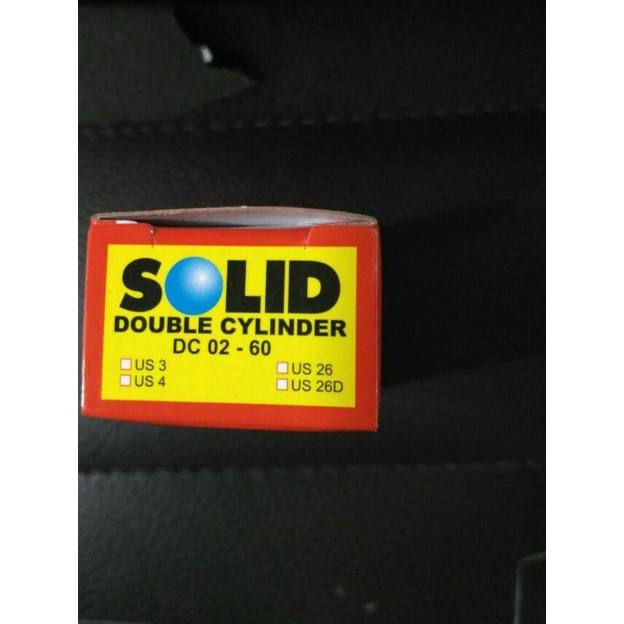 SOLID
DOUBLE CYLINDER
DC 02 - 60
US 3 US 26
US 4 US 26D